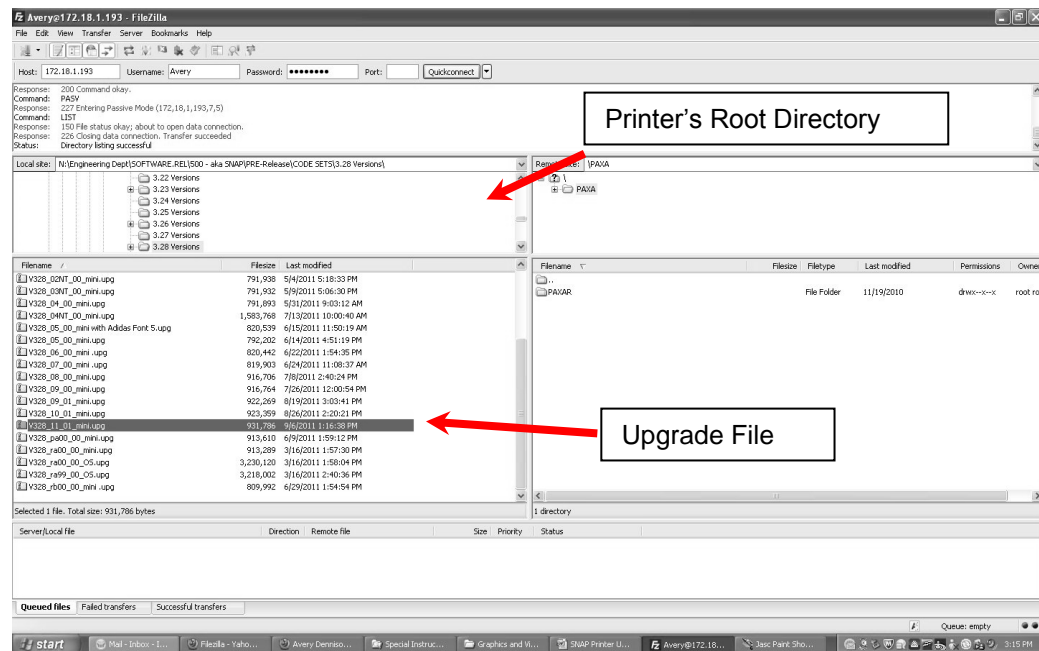 Avery@172.18.1.193 - FileZilla
File Edit View Transfer Server Bookmarks Help
Host: 172.18.1.193 Username: Avery Password: ●●●●●●●● Port: Quickconnect
Response: 200 Command okay.
Command: PASV
Response: 227 Entering Passive Mode (172,18,1,193,7,5)
Command: LIST
Response: 150 File status okay; about to open data connection.
Response: 226 Closing data connection. Transfer succeeded
Status: Directory listing successful
Printer's Root Directory
Local site: N:\Engineering Dept\SOFTWARE.REL\500 - aka SNAP\PRE-Release\CODE SETS\3.28 Versions\
3.22 Versions
3.23 Versions
3.24 Versions
3.25 Versions
3.26 Versions
3.27 Versions
3.28 Versions
\PAXA
\
PAXA
Filename Filesize Last modified
V328_02NT_00_mini.upg 791,938 5/4/2011 5:18:33 PM
V328_03NT_00_mini.upg 791,932 5/9/2011 5:06:30 PM
V328_04_00_mini.upg 791,893 5/31/2011 9:03:12 AM
V328_04NT_00_mini.upg 1,583,768 7/13/2011 10:00:40 AM
V328_05_00_mini with Adidas Font 5.upg 820,539 6/15/2011 11:50:19 AM
V328_05_00_mini.upg 792,202 6/14/2011 4:51:19 PM
V328_06_00_mini .upg 820,442 6/22/2011 1:54:35 PM
V328_07_00_mini.upg 819,903 6/24/2011 11:08:37 AM
V328_08_00_mini.upg 916,706 7/8/2011 2:40:24 PM
V328_09_00_mini.upg 916,764 7/26/2011 12:00:54 PM
V328_09_01_mini.upg 922,269 8/19/2011 3:03:41 PM
V328_10_01_mini.upg 923,359 8/26/2011 2:20:21 PM
V328_11_01_mini.upg 931,786 9/6/2011 1:16:38 PM
V328_pa00_00_mini.upg 913,610 6/9/2011 1:59:12 PM
V328_ra00_00_mini.upg 913,289 3/16/2011 1:57:30 PM
V328_ra00_00_OS.upg 3,230,120 3/16/2011 1:58:04 PM
V328_ra99_00_OS.upg 3,218,002 3/16/2011 2:40:36 PM
V328_rb00_00_mini .upg 809,992 6/29/2011 1:54:54 PM
Selected 1 file. Total size: 931,786 bytes
Filename Filesize Filetype Last modified Permissions Owner
..
PAXAR File Folder 11/19/2010 drwx--x--x root ro
Upgrade File
1 directory
Server/Local file Direction Remote file Size Priority Status
Queued files Failed transfers Successful transfers
Queue: empty
start Mail - Inbox - I... Filezilla - Yaho... Avery Denniso... Special Instruc... Graphics and Vi... SNAP Printer U... Avery@172.18.... Jasc Paint Sho... 3:15 PM